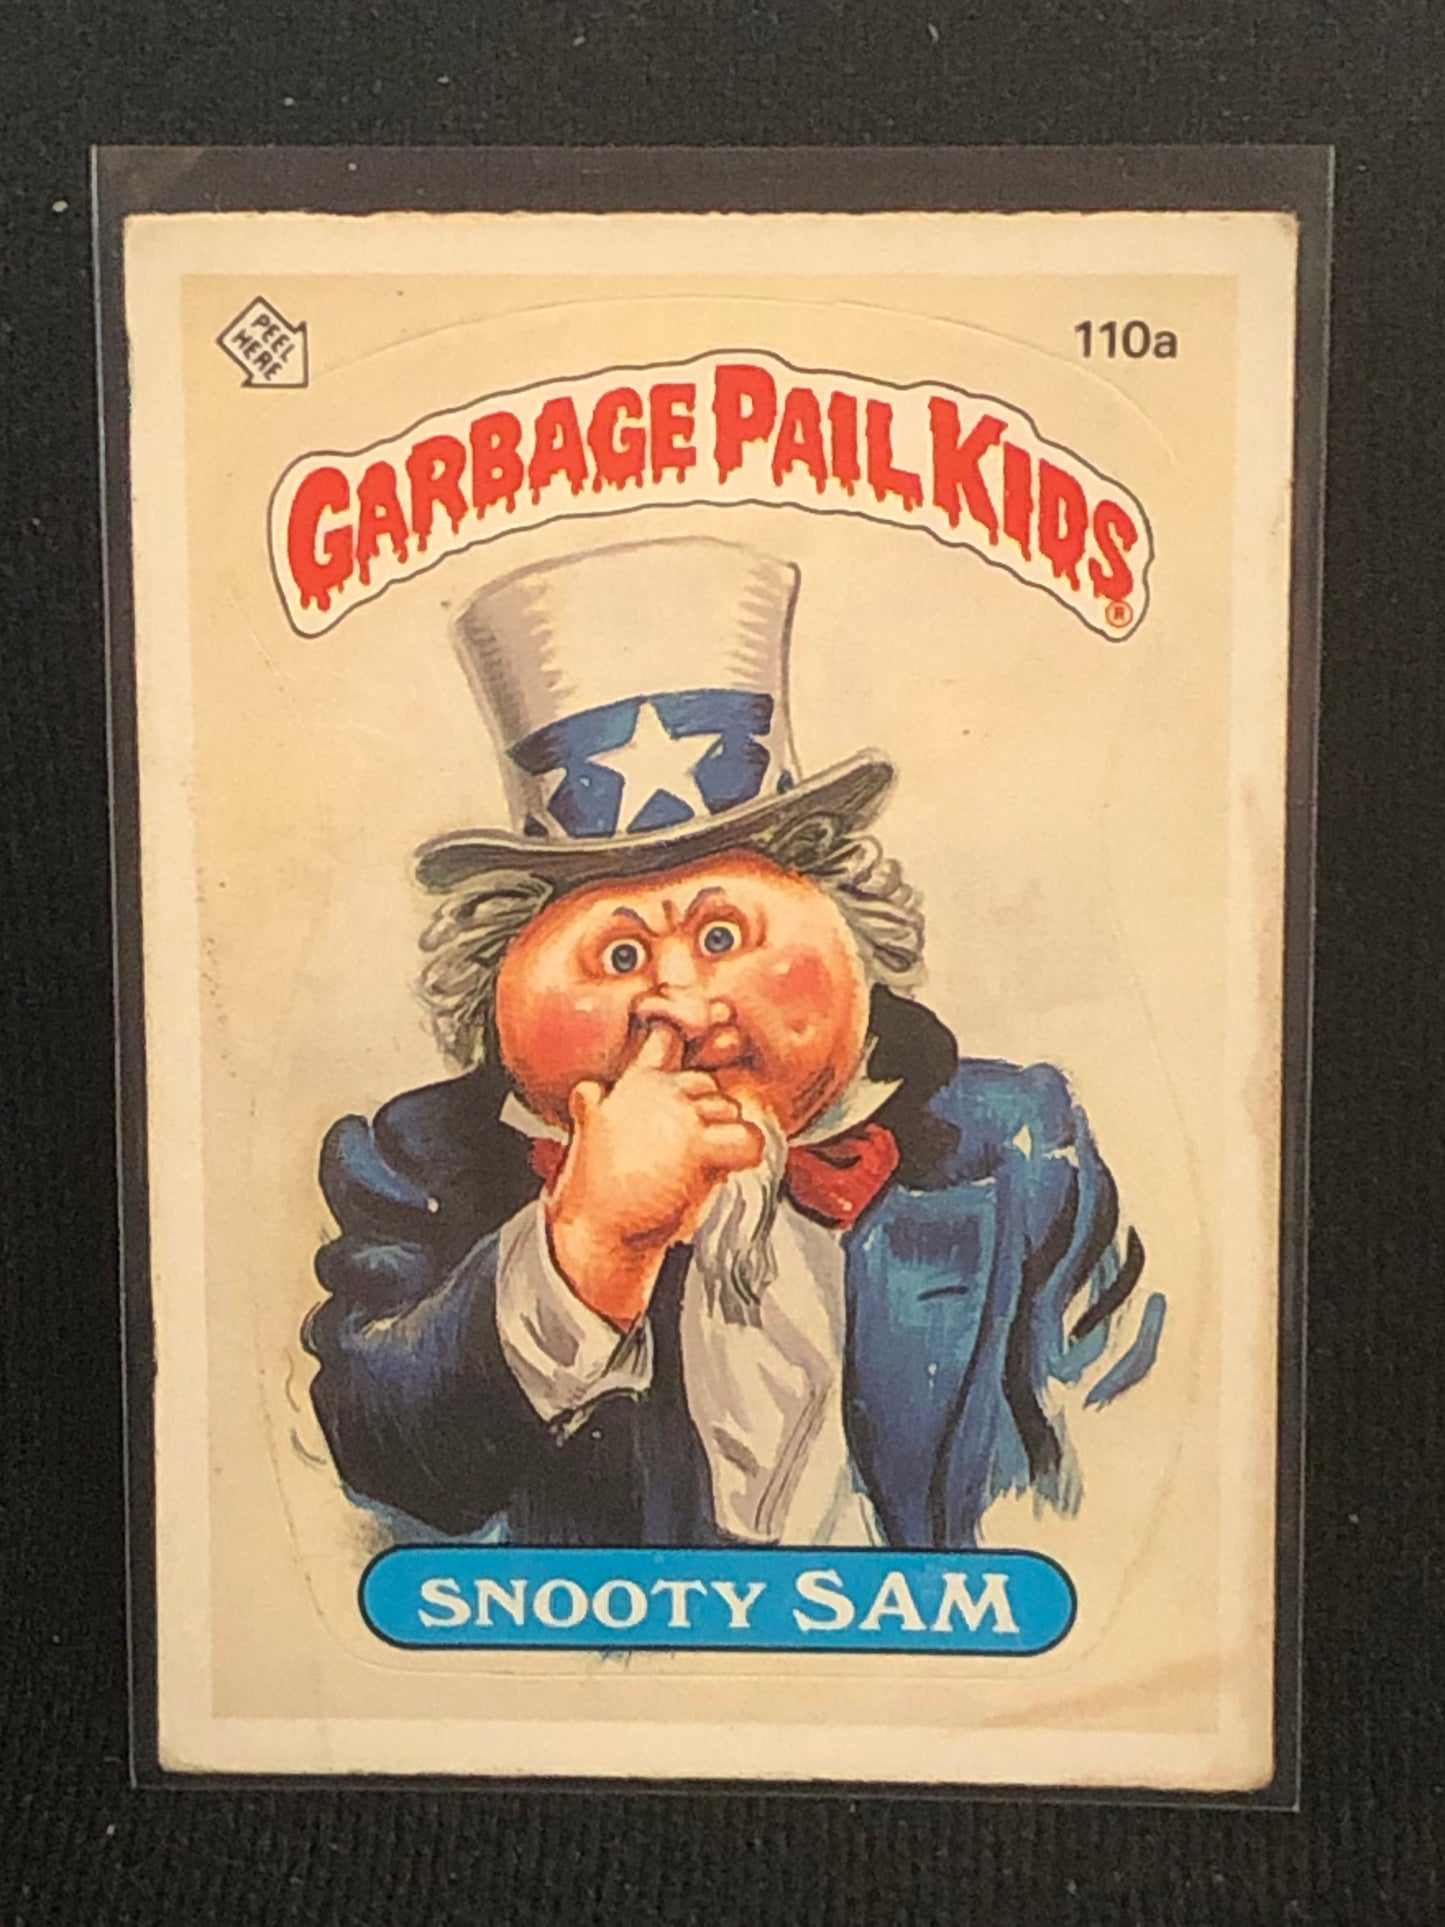 PEEL
HERE
110a
GARBAGE PAIL KIDS
®
SNOOTY SAM